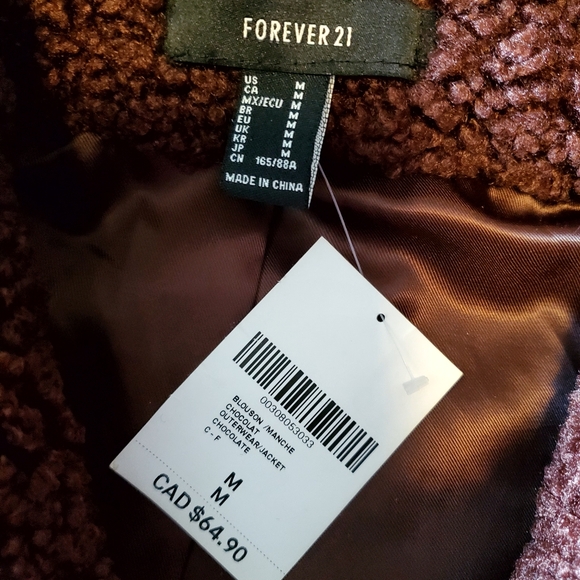 FOREVER 21
US M
CA M
MX/ECU M
BR M
EU M
UK M
KR M
JP M
CN 165/88A
MADE IN CHINA
00308053033
BLOUSON /MANCHE
CHOCOLAT
OUTERWEAR/JACKET
CHOCOLATE
C - F
M
M
CAD $64.90